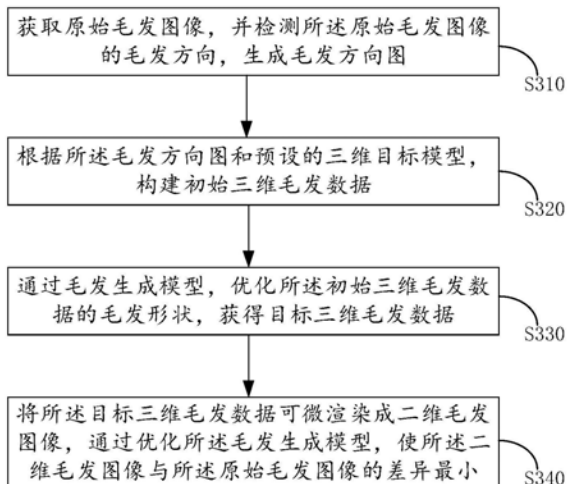 获取原始毛发图像，并检测所述原始毛发图像
的毛发方向，生成毛发方向图
S310
根据所述毛发方向图和预设的三维目标模型，
构建初始三维毛发数据
S320
通过毛发生成模型，优化所述初始三维毛发数
据的毛发形状，获得目标三维毛发数据
S330
将所述目标三维毛发数据可微渲染成二维毛发
图像，通过优化所述毛发生成模型，使所述二
维毛发图像与所述原始毛发图像的差异最小
S340